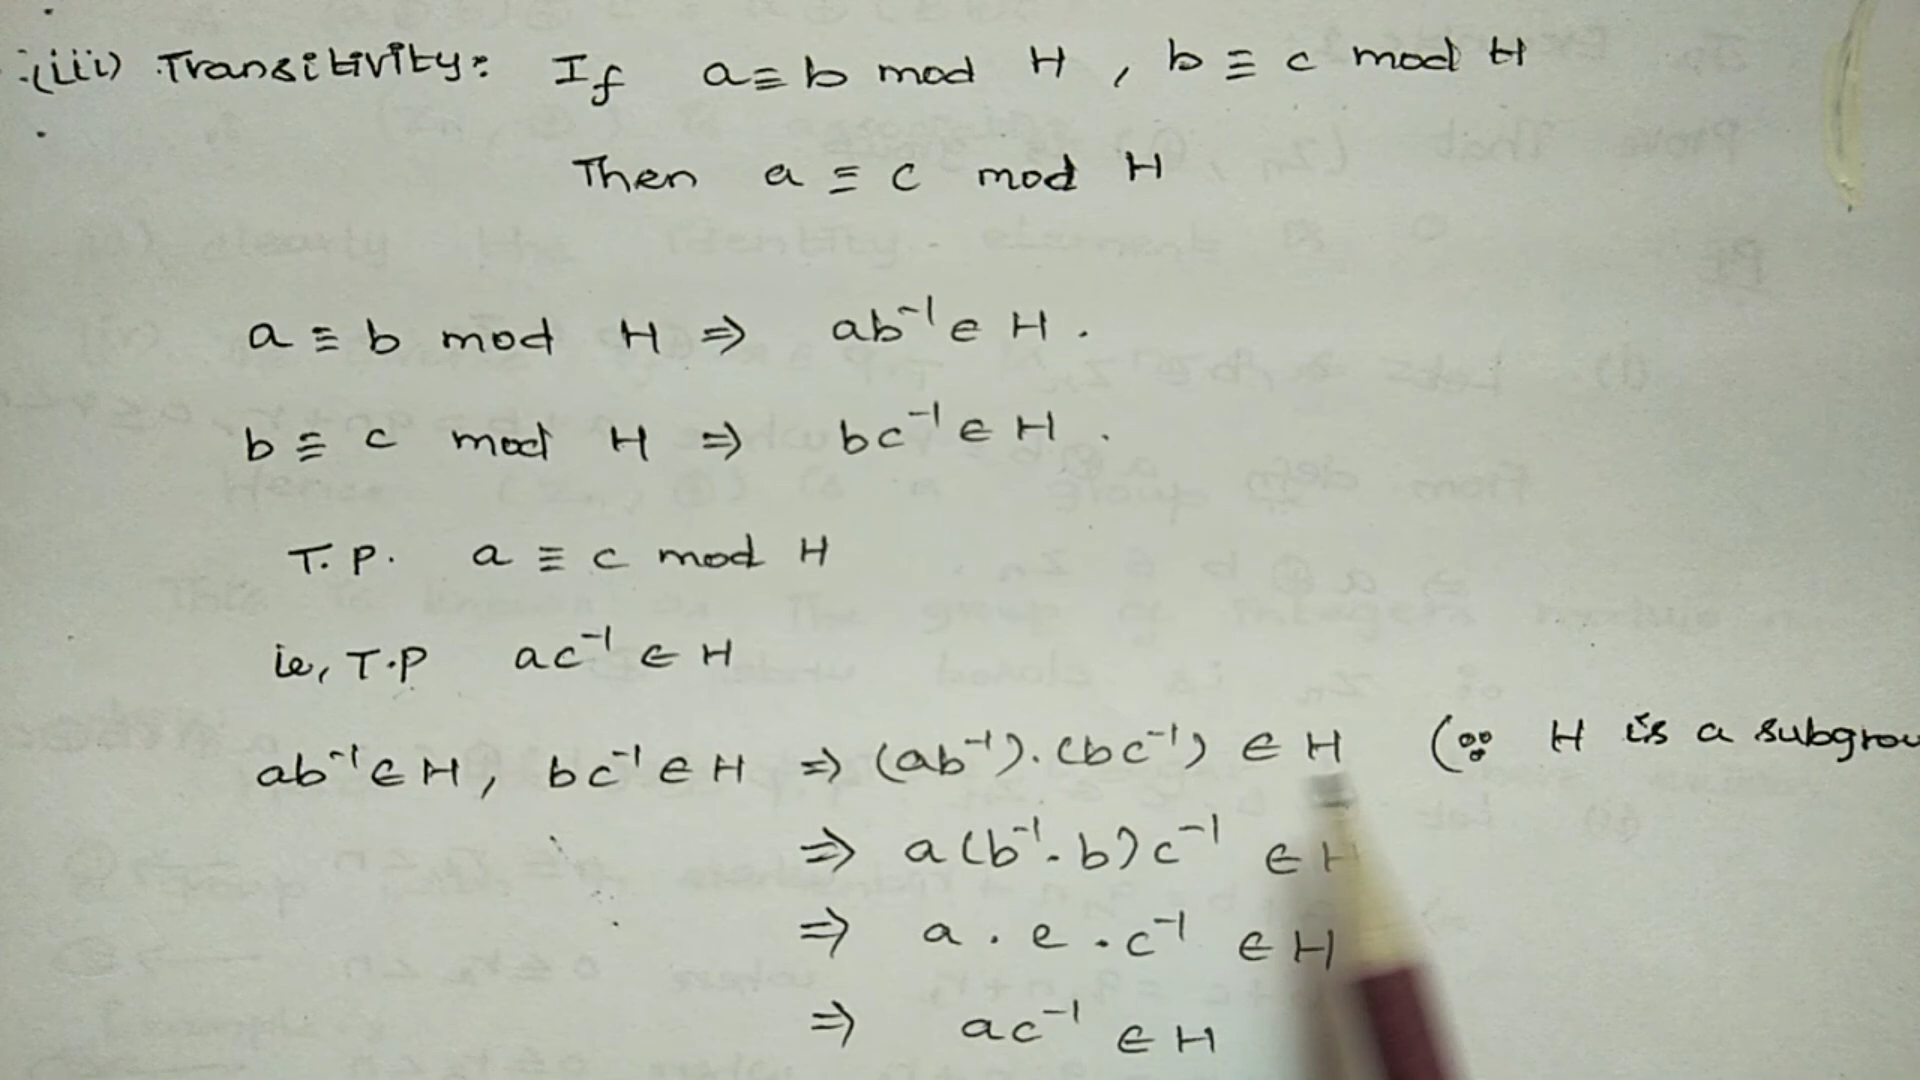 (iii) Transitivity: If a ≡ b mod H, b ≡ c mod H
Then a ≡ c mod H
a ≡ b mod H ⇒ ab⁻¹ ∈ H.
b ≡ c mod H ⇒ bc⁻¹ ∈ H.
T.P. a ≡ c mod H
ie, T.P ac⁻¹ ∈ H
ab⁻¹ ∈ H, bc⁻¹ ∈ H ⇒ (ab⁻¹).(bc⁻¹) ∈ H (∵ H is a subgrou
⇒ a(b⁻¹.b)c⁻¹ ∈ H
⇒ a.e.c⁻¹ ∈ H
⇒ ac⁻¹ ∈ H